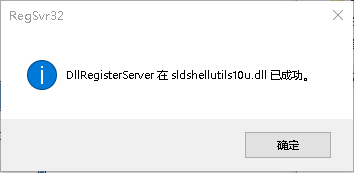 RegSvr32
DllRegisterServer 在 sldshellutils10u.dll 已成功。
确定